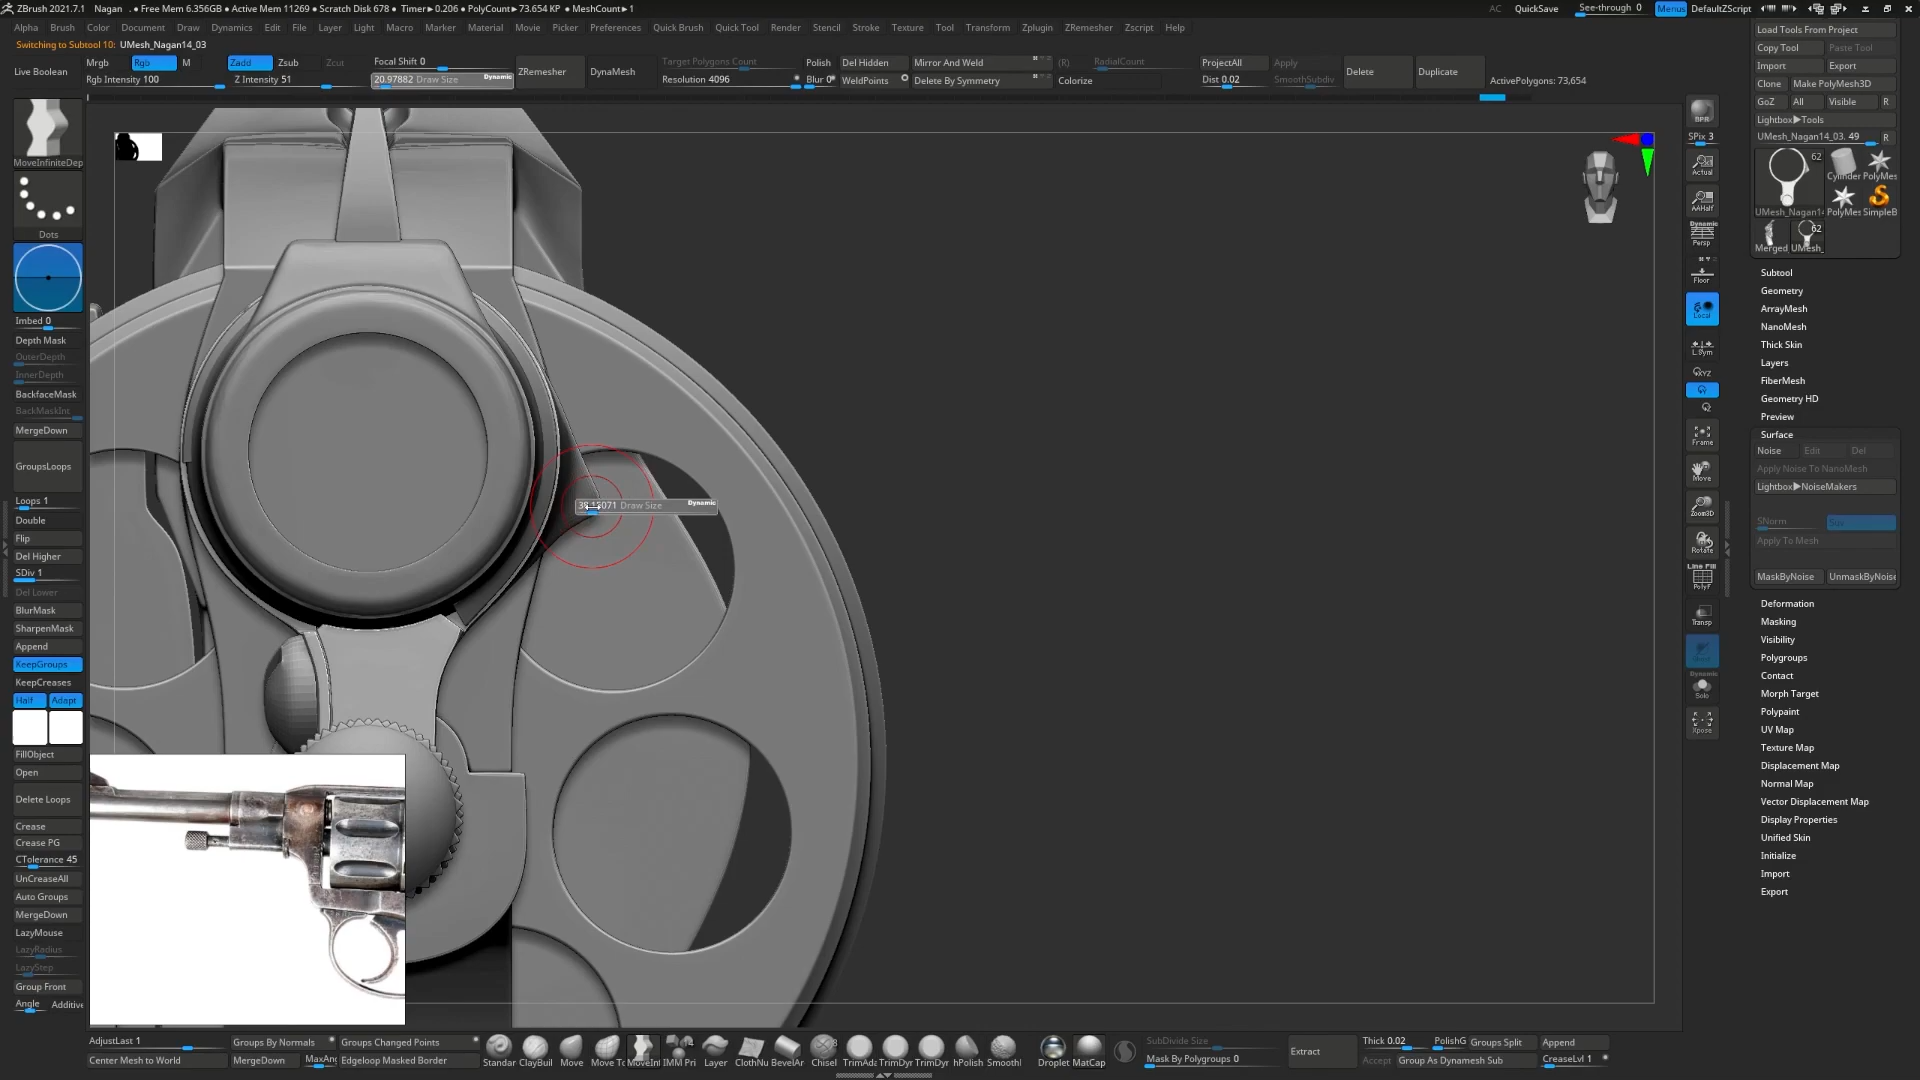 ZBrush 2021.7.1 Nagan . • Free Mem 6.356GB • Active Mem 11269 • Scratch Disk 678 • Timer▶0.206 • PolyCount▶73.654 KP • MeshCount▶1
AC QuickSave See-through 0 Menus DefaultZScript
Alpha Brush Color Document Draw Dynamics Edit File Layer Light Macro Marker Material Movie Picker Preferences Quick Brush Quick Tool Render Stencil Stroke Texture Tool Transform Zplugin ZRemesher Zscript Help
Switching to Subtool 10: UMesh_Nagan14_03
Live Boolean
Mrgb Rgb M Zadd Zsub Zcut
Rgb Intensity 100 Z Intensity 51
Focal Shift 0
20.97882 Draw Size Dynamic
ZRemesher DynaMesh
Target Polygons Count
Resolution 4096
Polish
Blur 0
Del Hidden Mirror And Weld
WeldPoints Delete By Symmetry
(R) RadialCount
Colorize
ProjectAll Apply
Dist 0.02 SmoothSubdiv
Delete Duplicate
ActivePolygons: 73,654
MoveInfiniteDep
Dots
Imbed 0
Depth Mask
OuterDepth
InnerDepth
BackfaceMask
BackMaskInt
MergeDown
GroupsLoops
Loops 1
Double
Flip
Del Higher
SDiv 1
Del Lower
BlurMask
SharpenMask
Append
KeepGroups
KeepCreases
Half Adapt
FillObject
Open
Delete Loops
Crease
Crease PG
CTolerance 45
UnCreaseAll
Auto Groups
MergeDown
LazyMouse
LazyRadius
LazyStep
Group Front
Angle Additive
Draw Size Dynamic
BPR
SPix 3
Actual
AAHalf
Dynamic
Persp
Floor
Local
L.Sym
Frame
Move
Zoom3D
Rotate
Line Fill
PolyF
Transp
Dynamic
Solo
Xpose
Load Tools From Project
Copy Tool Paste Tool
Import Export
Clone Make PolyMesh3D
GoZ All Visible R
Lightbox▶Tools
UMesh_Nagan14_03. 49 R
62
Cylinder PolyMes
UMesh_Nagan14 PolyMes SimpleB
62
Merged UMesh_
Subtool
Geometry
ArrayMesh
NanoMesh
Thick Skin
Layers
FiberMesh
Geometry HD
Preview
Surface
Noise Edit Del
Apply Noise To NanoMesh
Lightbox▶NoiseMakers
SNorm
Apply To Mesh
MaskByNoise UnmaskByNoise
Deformation
Masking
Visibility
Polygroups
Contact
Morph Target
Polypaint
UV Map
Texture Map
Displacement Map
Normal Map
Vector Displacement Map
Display Properties
Unified Skin
Initialize
Import
Export
AdjustLast 1
Center Mesh to World
Groups By Normals Groups Changed Points
MergeDown MaxAng Edgeloop Masked Border
Standar ClayBuil Move Move To MoveInf IMM Pri Layer ClothNu BevelAr Chisel TrimAda TrimDyr TrimDyr hPolish Smooth
Droplet MatCap
SubDivide Size
Mask By Polygroups 0
Extract
Thick 0.02 PolishG Groups Split Append
Accept Group As Dynamesh Sub CreaseLvl 1